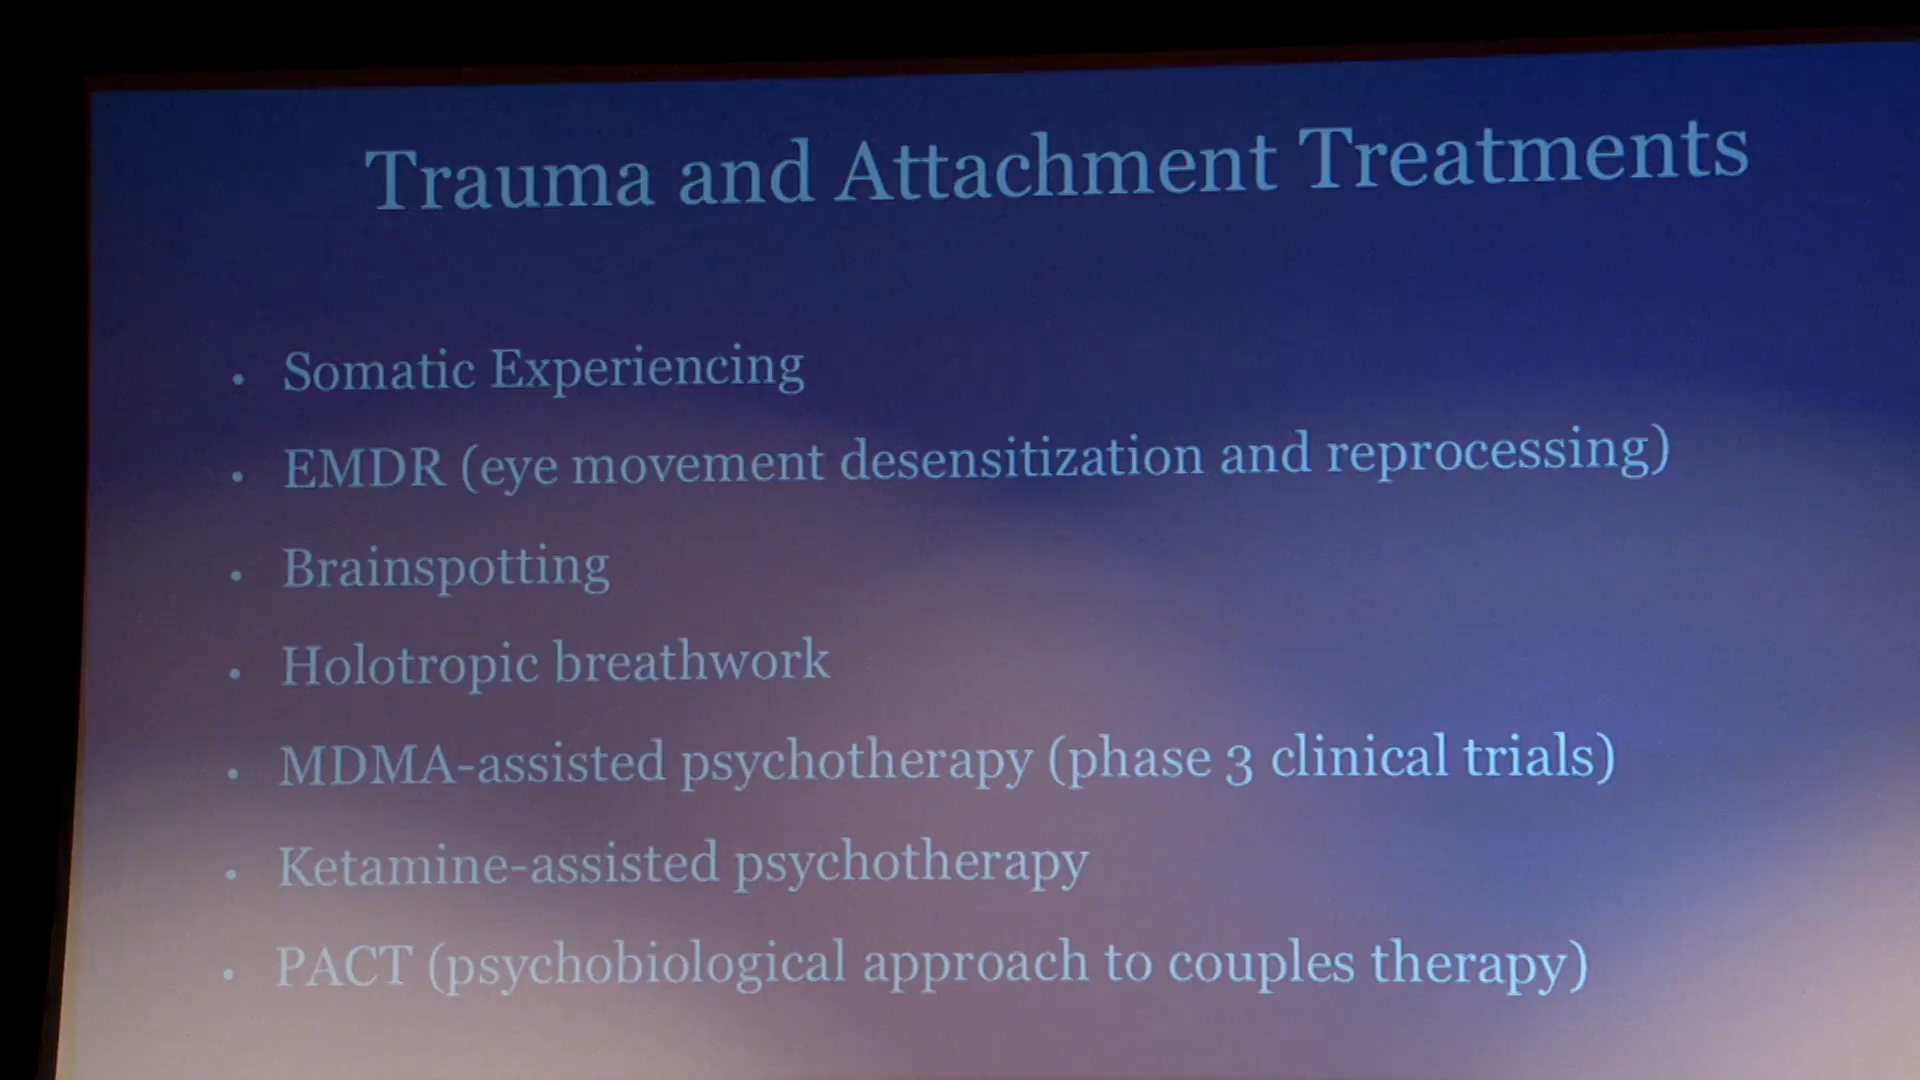 Trauma and Attachment Treatments
• Somatic Experiencing
• EMDR (eye movement desensitization and reprocessing)
• Brainspotting
• Holotropic breathwork
• MDMA-assisted psychotherapy (phase 3 clinical trials)
• Ketamine-assisted psychotherapy
• PACT (psychobiological approach to couples therapy)